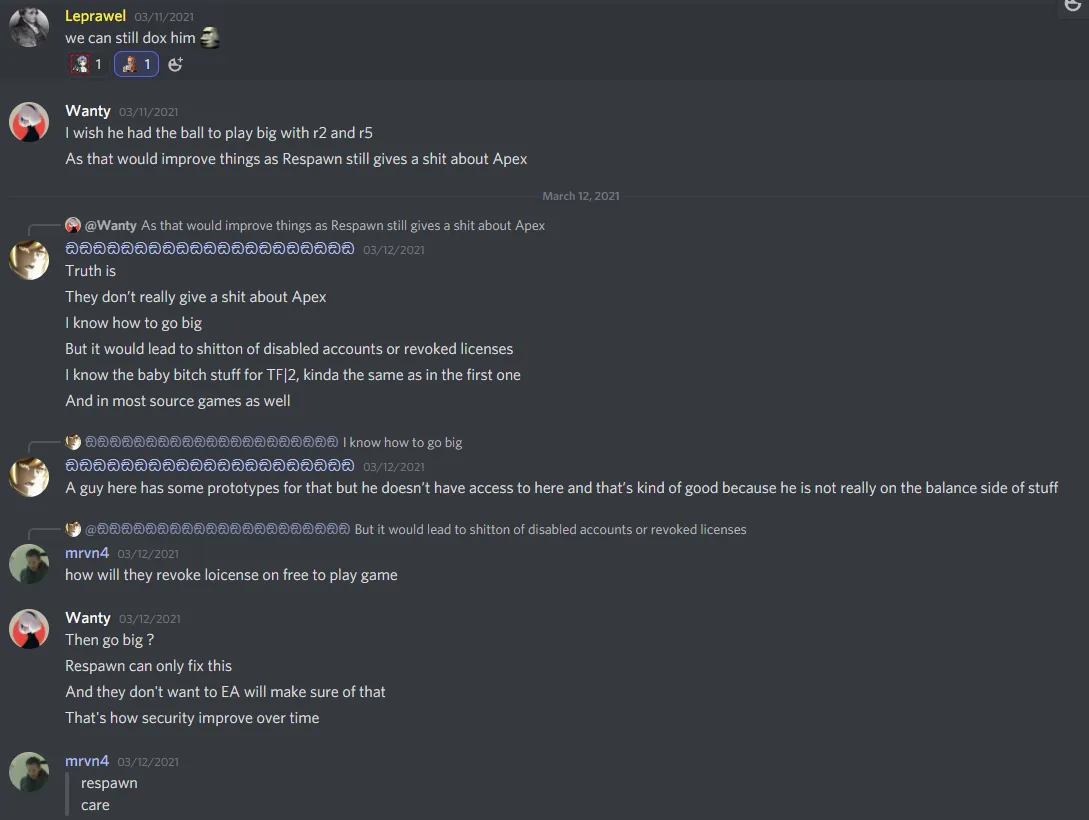 Leprawel 03/11/2021
we can still dox him
1 1
Wanty 03/11/2021
I wish he had the ball to play big with r2 and r5
As that would improve things as Respawn still gives a shit about Apex
March 12, 2021
@Wanty As that would improve things as Respawn still gives a shit about Apex
ඞඞඞඞඞඞඞඞඞඞඞඞඞඞඞඞඞඞඞඞඞ 03/12/2021
Truth is
They don’t really give a shit about Apex
I know how to go big
But it would lead to shitton of disabled accounts or revoked licenses
I know the baby bitch stuff for TF|2, kinda the same as in the first one
And in most source games as well
ඞඞඞඞඞඞඞඞඞඞඞඞඞඞඞඞඞඞඞඞඞ I know how to go big
ඞඞඞඞඞඞඞඞඞඞඞඞඞඞඞඞඞඞඞඞඞ 03/12/2021
A guy here has some prototypes for that but he doesn’t have access to here and that’s kind of good because he is not really on the balance side of stuff
@ඞඞඞඞඞඞඞඞඞඞඞඞඞඞඞඞඞඞඞඞඞ But it would lead to shitton of disabled accounts or revoked licenses
mrvn4 03/12/2021
how will they revoke loicense on free to play game
Wanty 03/12/2021
Then go big ?
Respawn can only fix this
And they don't want to EA will make sure of that
That's how security improve over time
mrvn4 03/12/2021
respawn
care